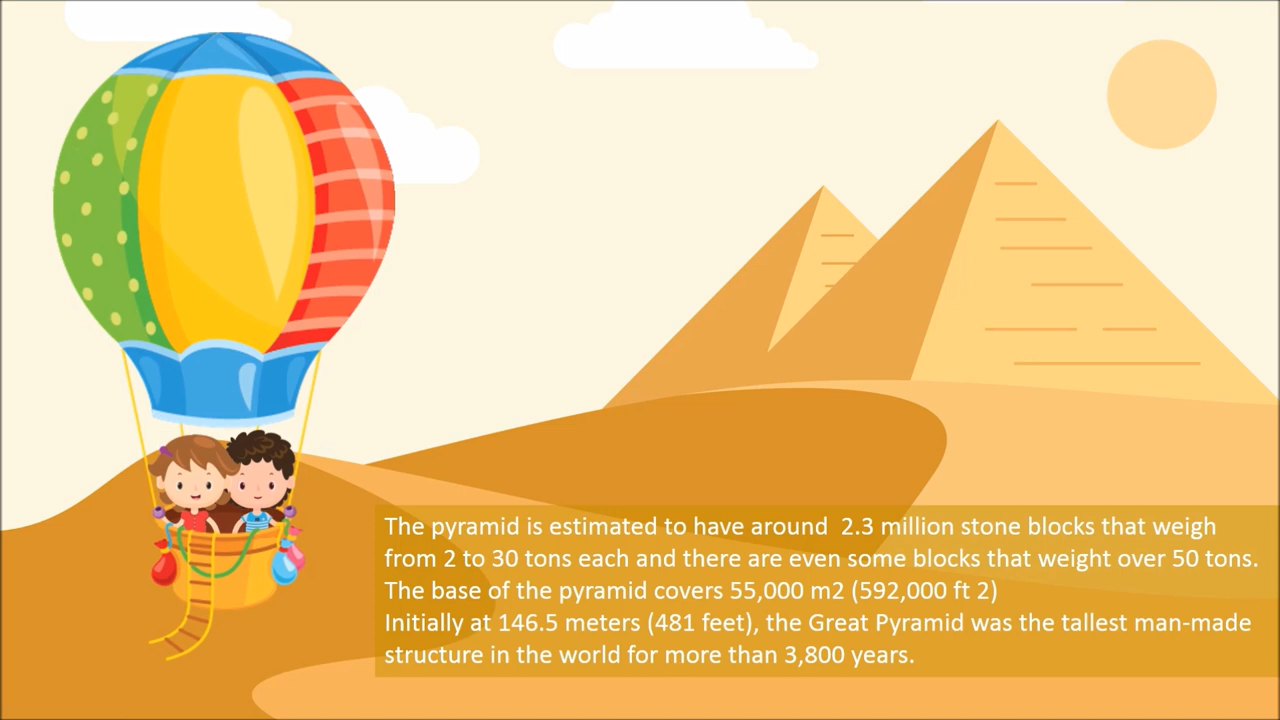 The pyramid is estimated to have around  2.3 million stone blocks that weigh
from 2 to 30 tons each and there are even some blocks that weight over 50 tons.
The base of the pyramid covers 55,000 m2 (592,000 ft 2)
Initially at 146.5 meters (481 feet), the Great Pyramid was the tallest man-made
structure in the world for more than 3,800 years.